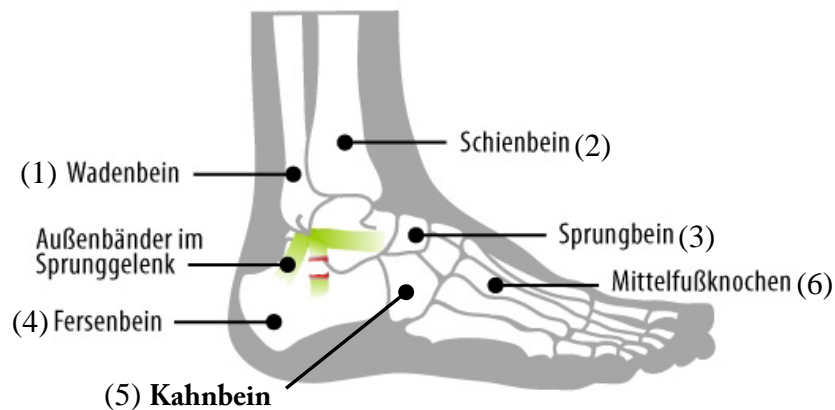 Schienbein (2)
(1) Wadenbein
Außenbänder im
Sprunggelenk
Sprungbein (3)
Mittelfußknochen (6)
(4) Fersenbein
(5) Kahnbein